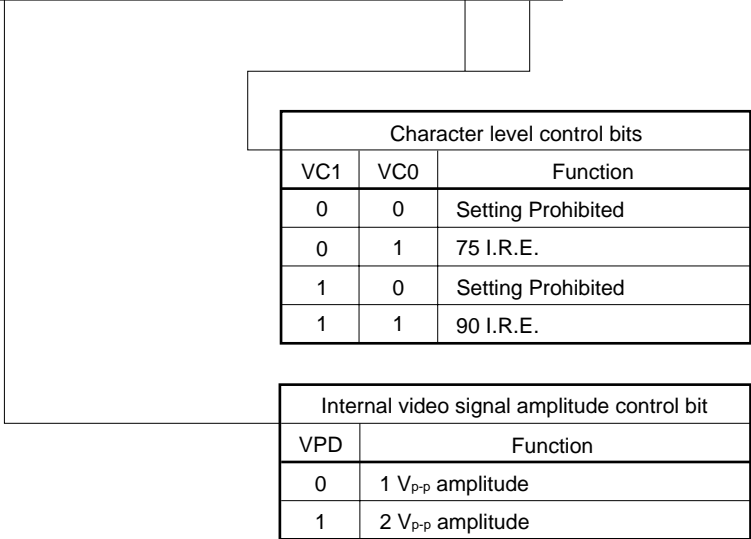 Character level control bits
VC1 VC0 Function
0 0 Setting Prohibited
0 1 75 I.R.E.
1 0 Setting Prohibited
1 1 90 I.R.E.
Internal video signal amplitude control bit
VPD Function
0 1 Vp-p amplitude
1 2 Vp-p amplitude